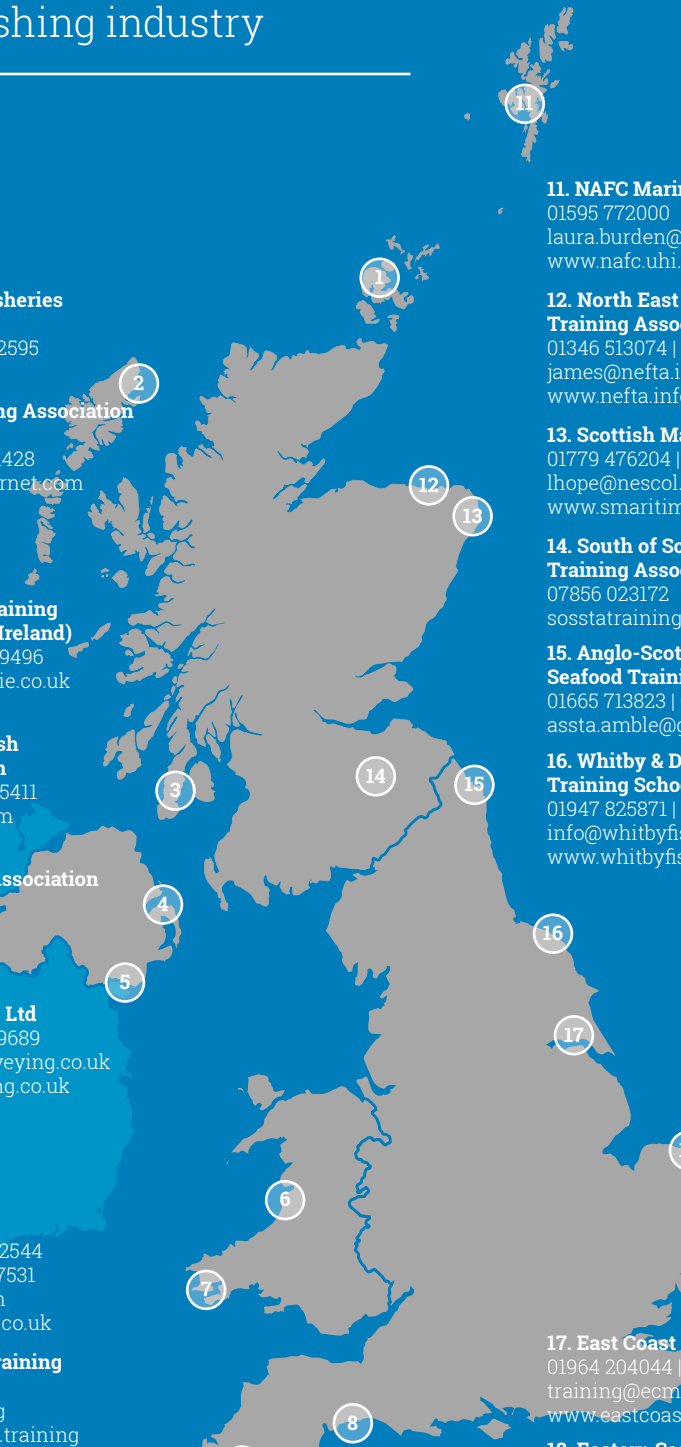 shing industry
sheries
2595
ng Association
1428
rnet.com
aining
Ireland)
9496
ie.co.uk
sh
n
5411
m
Association
Ltd
9689
veying.co.uk
ng.co.uk
2544
7531
n
co.uk
raining
g
.training
11
1
2
12
13
14
3
15
4
5
16
17
6
7
8
11. NAFC Marin
01595 772000
laura.burden@
www.nafc.uhi.
12. North East
Training Asso
01346 513074 |
james@nefta.i
www.nefta.inf
13. Scottish Ma
01779 476204 |
lhope@nescol.
www.smaritim
14. South of Sc
Training Asso
07856 023172
sosstatraining
15. Anglo-Scot
Seafood Traini
01665 713823 |
assta.amble@g
16. Whitby & D
Training Schoo
01947 825871 |
info@whitbyfis
www.whitbyfis
17. East Coast
01964 204044 |
training@ecm
www.eastcoas